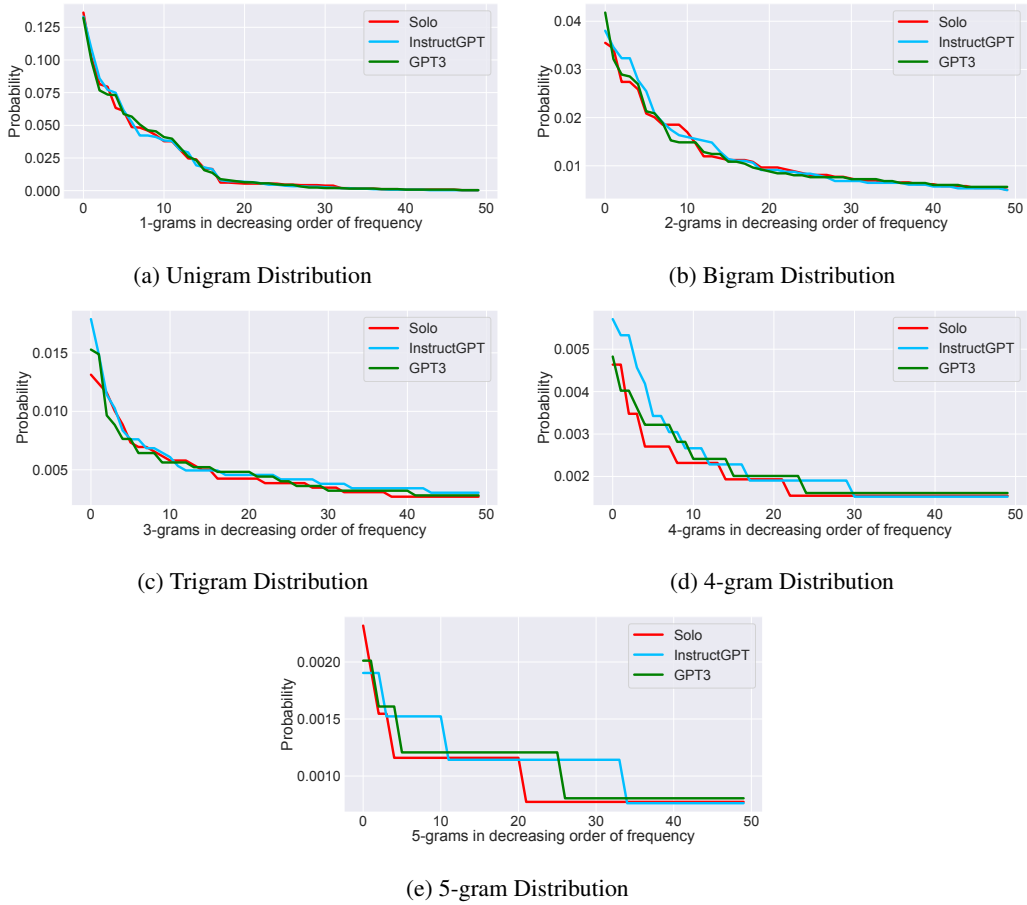 0.125
0.100
0.075
0.050
0.025
0.000
Probability
0 10 20 30 40 50
1-grams in decreasing order of frequency
Solo
InstructGPT
GPT3
(a) Unigram Distribution
0.04
0.03
0.02
0.01
Probability
0 10 20 30 40 50
2-grams in decreasing order of frequency
Solo
InstructGPT
GPT3
(b) Bigram Distribution
0.015
0.010
0.005
Probability
0 10 20 30 40 50
3-grams in decreasing order of frequency
Solo
InstructGPT
GPT3
(c) Trigram Distribution
0.005
0.004
0.003
0.002
Probability
0 10 20 30 40 50
4-grams in decreasing order of frequency
Solo
InstructGPT
GPT3
(d) 4-gram Distribution
0.0020
0.0015
0.0010
Probability
0 10 20 30 40 50
5-grams in decreasing order of frequency
Solo
InstructGPT
GPT3
(e) 5-gram Distribution